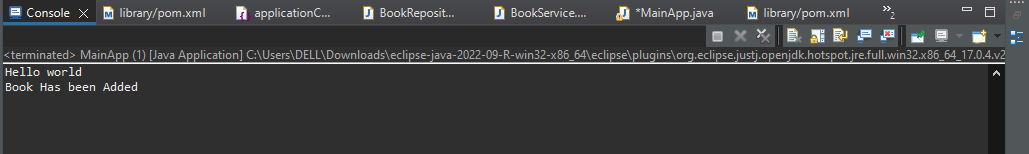 Console library/pom.xml applicationC... BookReposit... BookService.... *MainApp.java library/pom.xml »2
<terminated> MainApp (1) [Java Application] C:\Users\DELL\Downloads\eclipse-java-2022-09-R-win32-x86_64\eclipse\plugins\org.eclipse.justj.openjdk.hotspot.jre.full.win32.x86_64_17.0.4.v2
Hello world
Book Has been Added